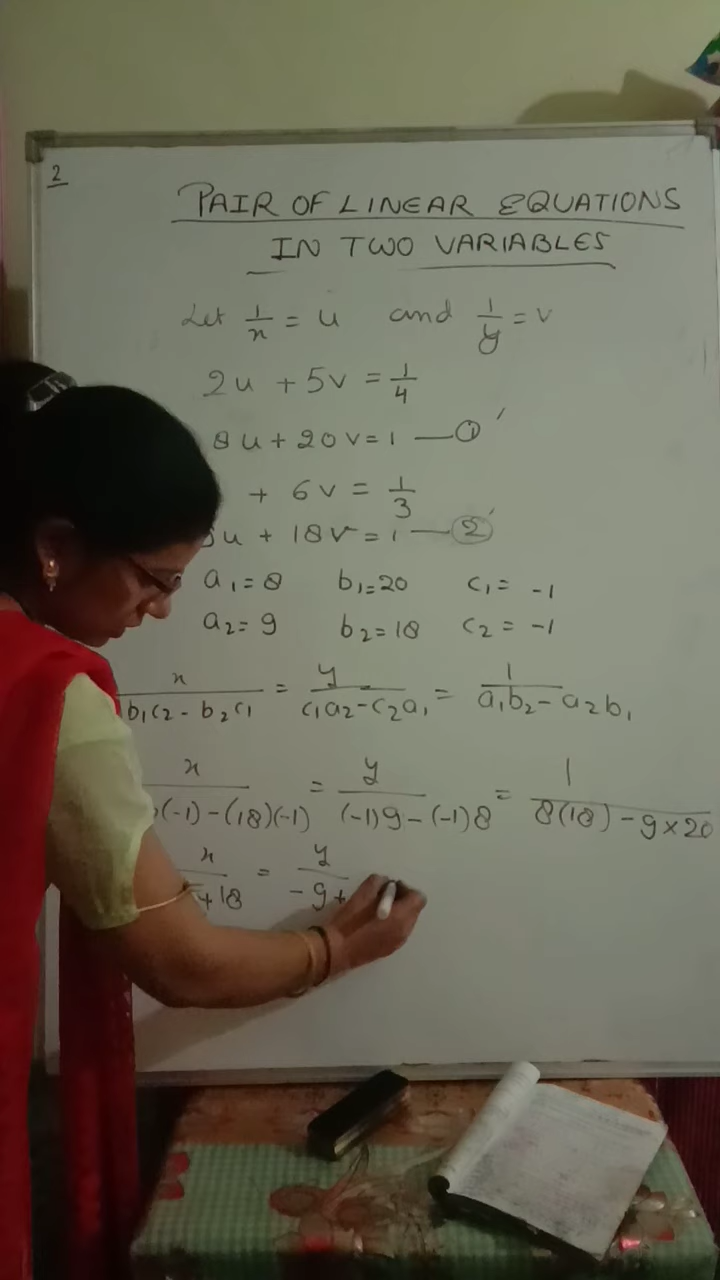 2
PAIR OF LINEAR EQUATIONS
IN TWO VARIABLES
Let 1/x = u and 1/y = v
2u + 5v = 1/4
8u + 20v = 1 — ①'
+ 6v = 1/3
u + 18v = 1 — ②'
a₁ = 8 b₁ = 20 c₁ = -1
a₂ = 9 b₂ = 18 c₂ = -1
x/(b₁c₂ - b₂c₁) = y/(c₁a₂ - c₂a₁) = 1/(a₁b₂ - a₂b₁)
x/((-1) - (18)(-1)) = y/((-1)9 - (-1)8) = 1/(8(18) - 9×20)
x/(+18) = y/(-9+